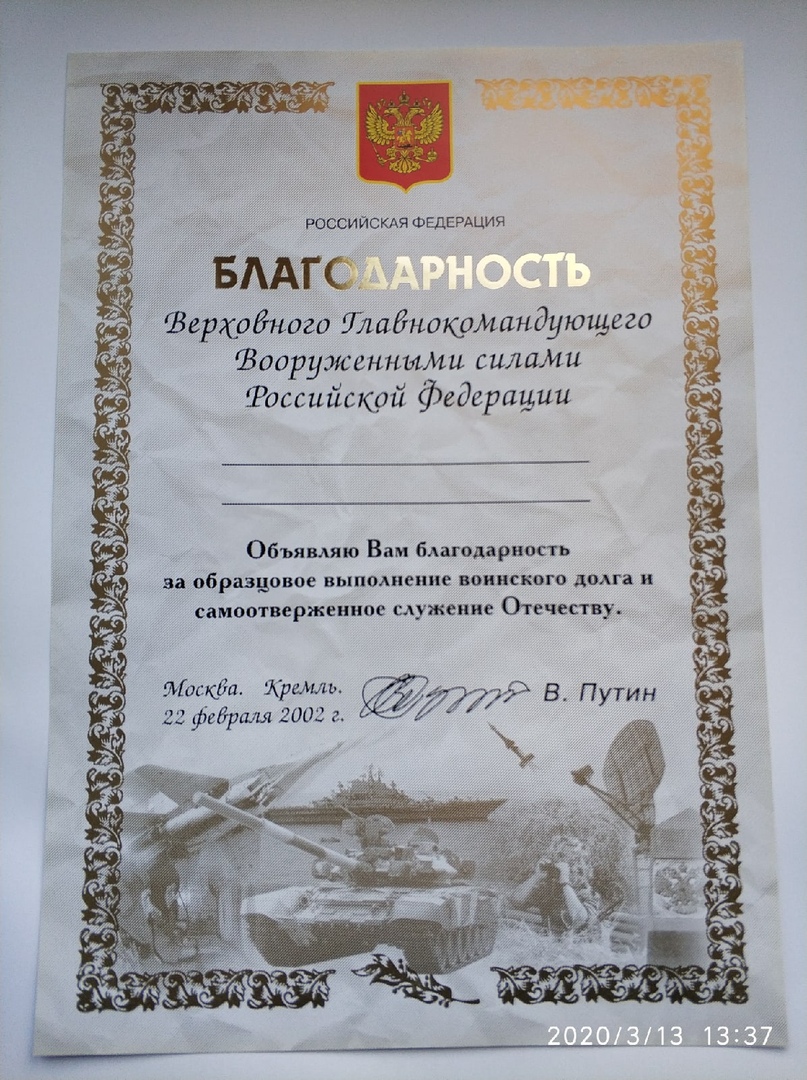 РОССИЙСКАЯ ФЕДЕРАЦИЯ
БЛАГОДАРНОСТЬ
Верховного Главнокомандующего
Вооруженными силами
Российской Федерации
Объявляю Вам благодарность
за образцовое выполнение воинского долга и
самоотверженное служение Отечеству.
Москва. Кремль.
22 февраля 2002 г.
В. Путин
2020/3/13 13:37